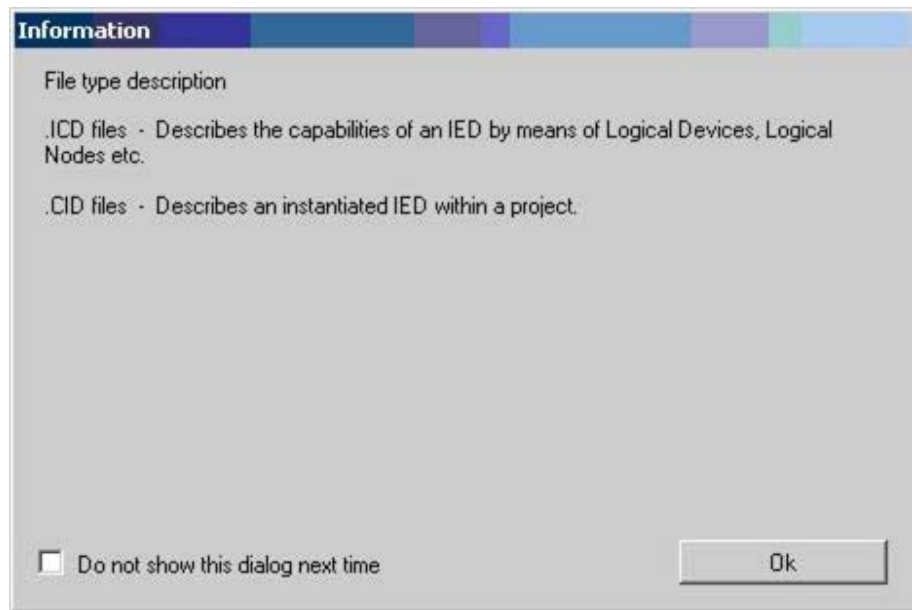 Information
File type description
.ICD files - Describes the capabilities of an IED by means of Logical Devices, Logical
Nodes etc.
.CID files - Describes an instantiated IED within a project.
Do not show this dialog next time
Ok